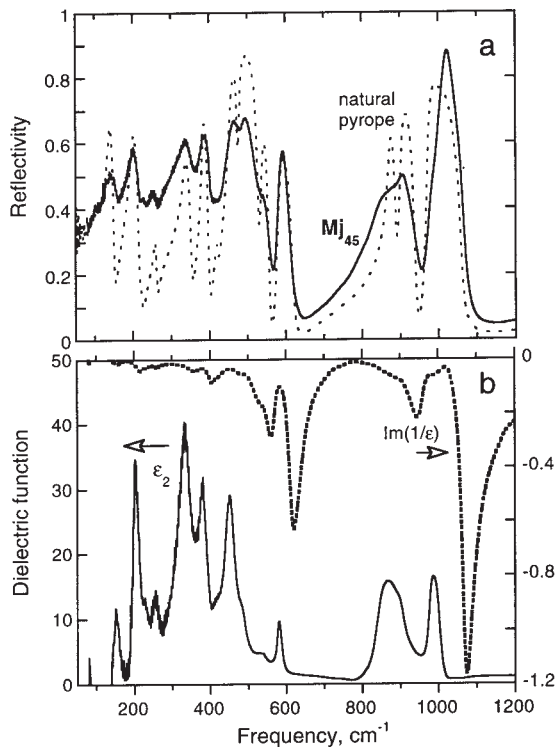 1
0.8
0.6
0.4
0.2
0
Reflectivity
a
natural
pyrope
Mj45
50
40
30
20
10
0
Dielectric function
b
0
-0.4
-0.8
-1.2
ε2
Im(1/ε)
200 400 600 800 1000 1200
Frequency, cm-1